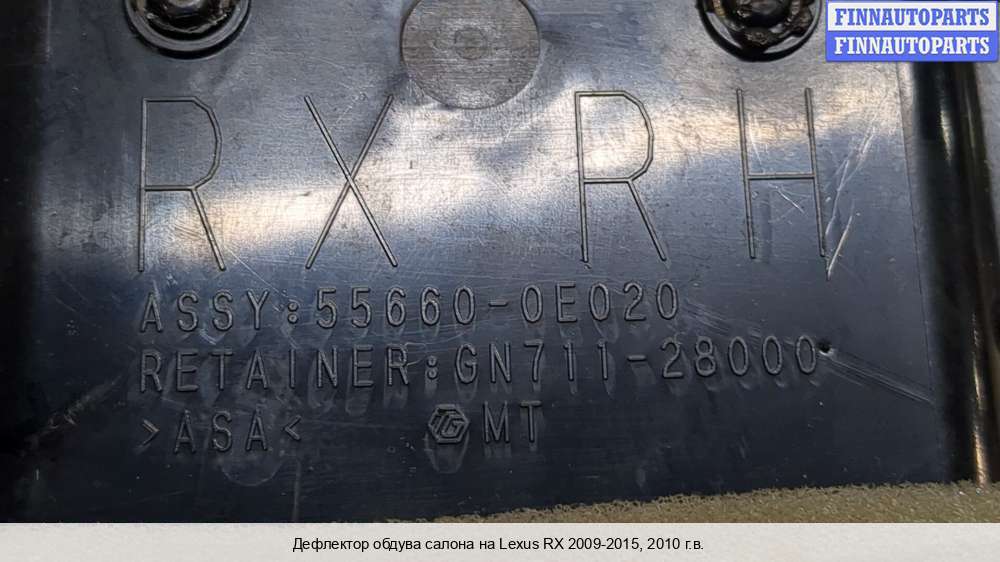 FINNAUTOPARTS
FINNAUTOPARTS
RX RH
ASSY:55660-0E020
RETAINER:GN711-28000
>ASA< MT
Дефлектор обдува салона на Lexus RX 2009-2015, 2010 г.в.